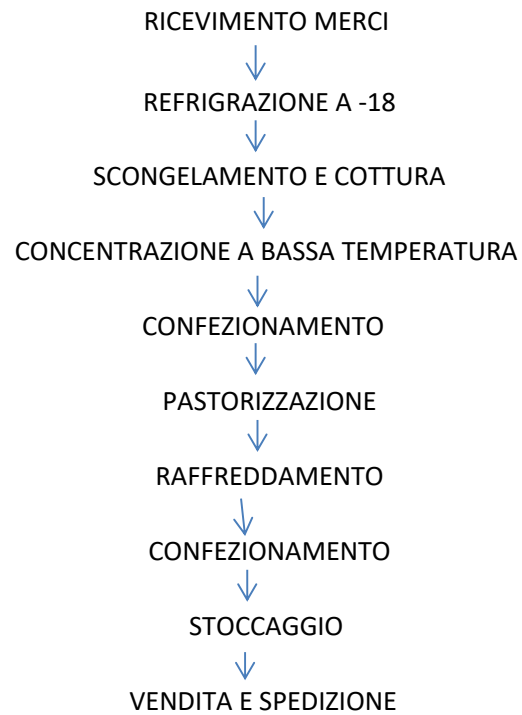 RICEVIMENTO MERCI
REFRIGRAZIONE A -18
SCONGELAMENTO E COTTURA
CONCENTRAZIONE A BASSA TEMPERATURA
CONFEZIONAMENTO
PASTORIZZAZIONE
RAFFREDDAMENTO
CONFEZIONAMENTO
STOCCAGGIO
VENDITA E SPEDIZIONE